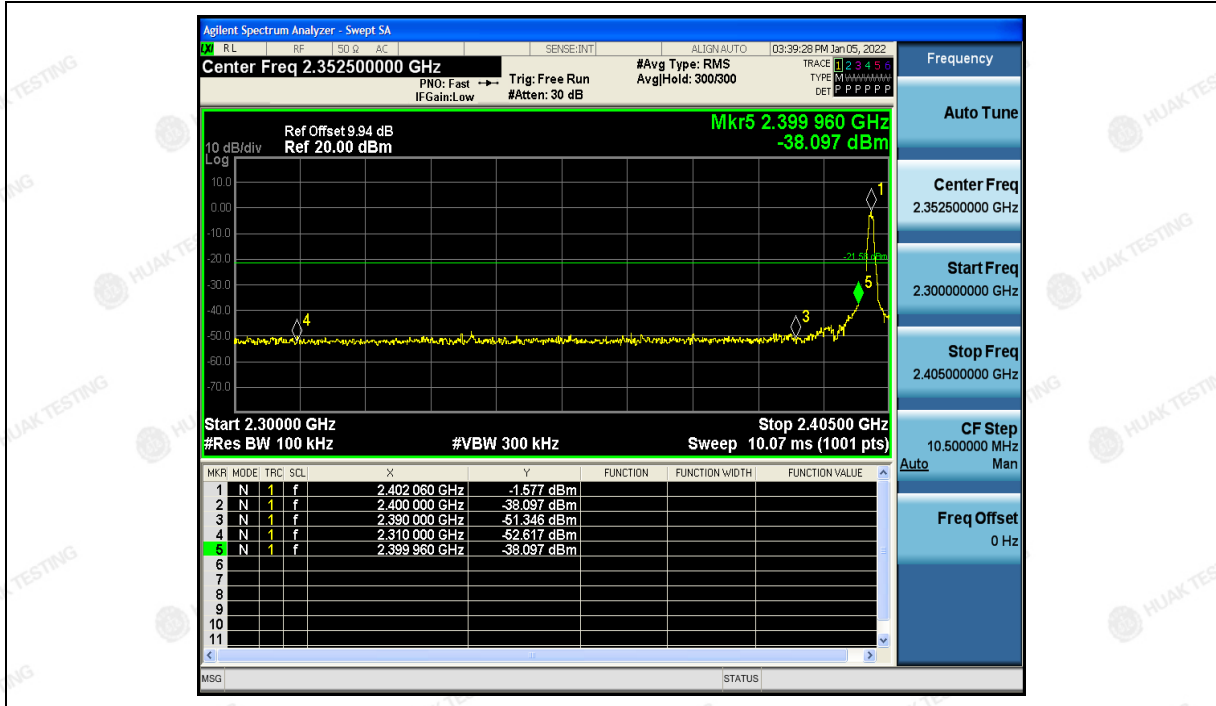 Agilent Spectrum Analyzer - Swept SA
LXI RL RF 50 Ω AC SENSE:INT ALIGN AUTO 03:39:28 PM Jan 05, 2022
Center Freq 2.352500000 GHz
PNO: Fast
IFGain:Low
Trig: Free Run
#Atten: 30 dB
#Avg Type: RMS
Avg|Hold: 300/300
TRACE 1 2 3 4 5 6
TYPE M
DET P P P P P P
Mkr5 2.399 960 GHz
-38.097 dBm
Ref Offset 9.94 dB
10 dB/div Ref 20.00 dBm
Log
10.0
0.00
-10.0
-20.0
-30.0
-40.0
-50.0
-60.0
-70.0
1
5
3
4
Start 2.30000 GHz Stop 2.40500 GHz
#Res BW 100 kHz #VBW 300 kHz Sweep 10.07 ms (1001 pts)
MKR MODE TRC SCL X Y FUNCTION FUNCTION WIDTH FUNCTION VALUE
1 N 1 f 2.402 060 GHz -1.577 dBm
2 N 1 f 2.400 000 GHz -38.097 dBm
3 N 1 f 2.390 000 GHz -51.346 dBm
4 N 1 f 2.310 000 GHz -52.617 dBm
5 N 1 f 2.399 960 GHz -38.097 dBm
6
7
8
9
10
11
MSG STATUS
Frequency
Auto Tune
Center Freq
2.352500000 GHz
Start Freq
2.300000000 GHz
Stop Freq
2.405000000 GHz
CF Step
10.500000 MHz
Auto Man
Freq Offset
0 Hz
HUAK TESTING